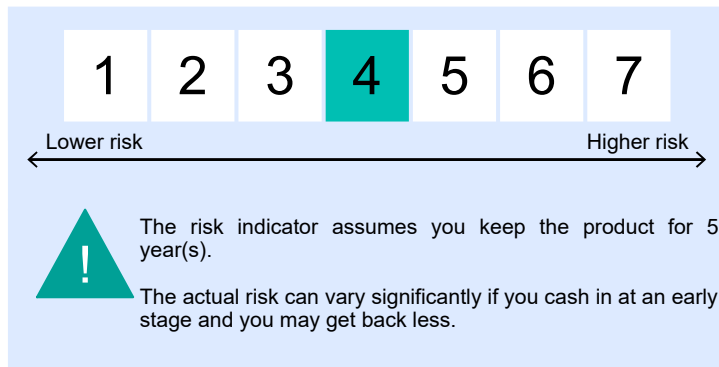 1 2 3 4 5 6 7
Lower risk Higher risk
!
The risk indicator assumes you keep the product for 5
year(s).
The actual risk can vary significantly if you cash in at an early
stage and you may get back less.